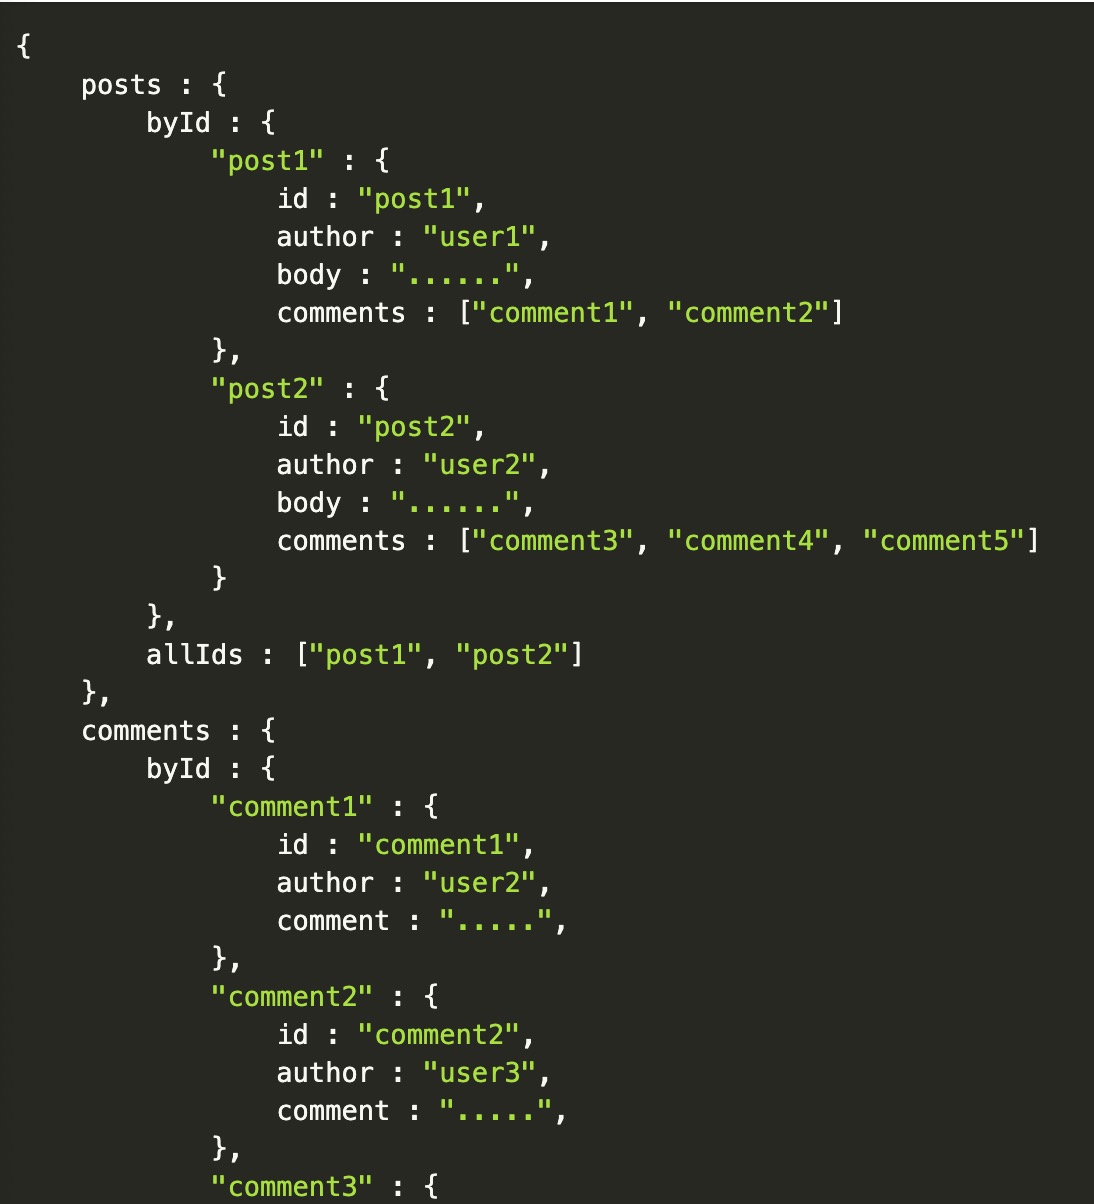 {
    posts : {
        byId : {
            "post1" : {
                id : "post1",
                author : "user1",
                body : "......",
                comments : ["comment1", "comment2"]
            },
            "post2" : {
                id : "post2",
                author : "user2",
                body : "......",
                comments : ["comment3", "comment4", "comment5"]
            }
        },
        allIds : ["post1", "post2"]
    },
    comments : {
        byId : {
            "comment1" : {
                id : "comment1",
                author : "user2",
                comment : ".....",
            },
            "comment2" : {
                id : "comment2",
                author : "user3",
                comment : ".....",
            },
            "comment3" : {